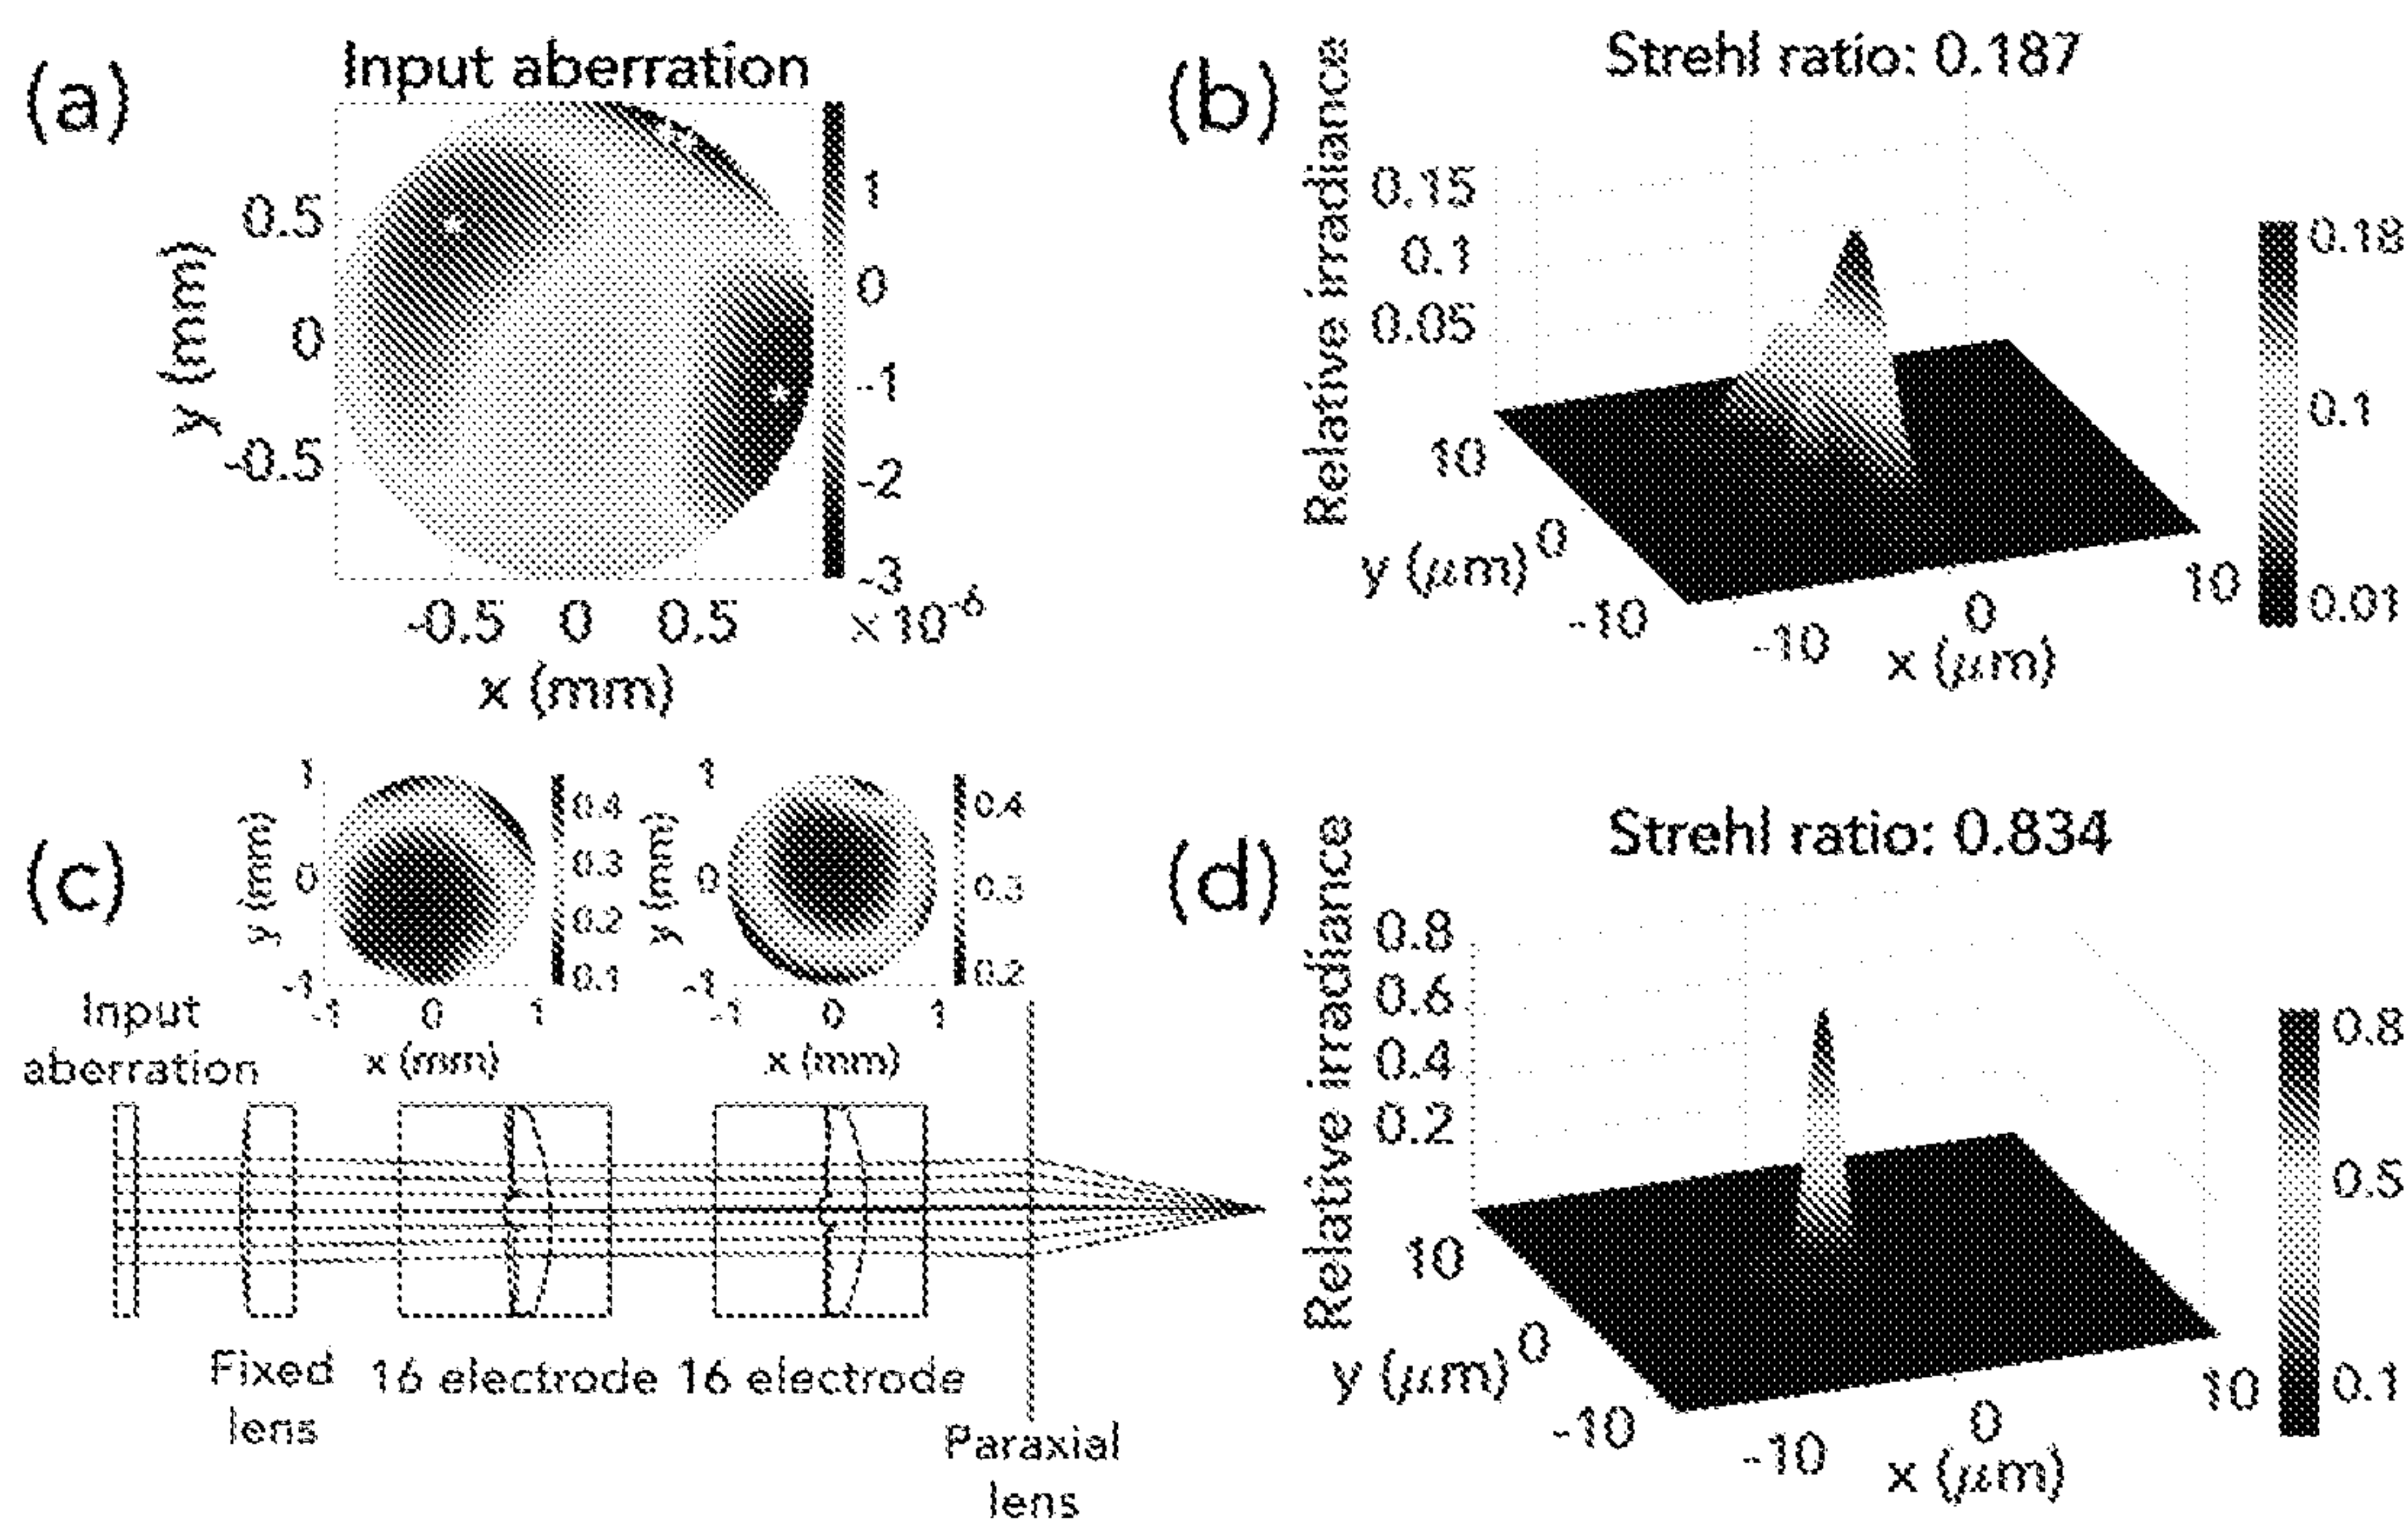 (a)
Input aberration
y (mm)
0.5
0
-0.5
-0.5 0 0.5
x (mm)
1
0
-1
-2
-3
×10-6
(b)
Strehl ratio: 0.187
Relative irradiance
0.15
0.1
0.05
10
0
-10
y (μm)
-10
0
10
x (μm)
0.18
0.1
0.01
(c)
y (mm)
1
0
-1
-1 0 1
x (mm)
0.4
0.3
0.2
0.1
y (mm)
1
0
-1
-1 0 1
x (mm)
0.4
0.3
0.2
Input
aberration
Fixed
lens
16 electrode
16 electrode
Paraxial
lens
(d)
Strehl ratio: 0.834
Relative irradiance
0.8
0.6
0.4
0.2
10
0
-10
y (μm)
-10
0
10
x (μm)
0.8
0.5
0.1